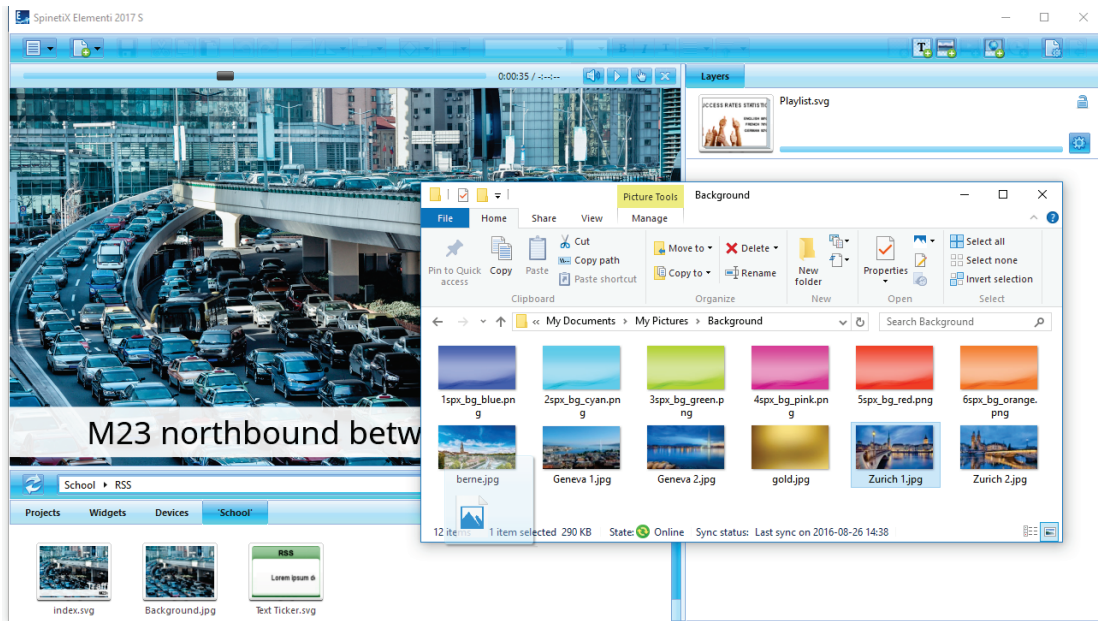 SpinetiX Elementi 2017 S
0:00:35 / -:--:--
Layers
ACCESS RATES STATISTIC
Playlist.svg
Picture Tools
Background
File
Home
Share
View
Manage
Pin to Quick access
Copy
Paste
Cut
Copy path
Paste shortcut
Move to
Copy to
Delete
Rename
New folder
Properties
Select all
Select none
Invert selection
Clipboard
Organize
New
Open
Select
« My Documents > My Pictures > Background
Search Background
1spx_bg_blue.png
2spx_bg_cyan.png
3spx_bg_green.png
4spx_bg_pink.png
5spx_bg_red.png
6spx_bg_orange.png
berne.jpg
Geneva 1.jpg
Geneva 2.jpg
gold.jpg
Zurich 1.jpg
Zurich 2.jpg
12 items
1 item selected 290 KB
State:
Online
Sync status: Last sync on 2016-08-26 14:38
M23 northbound betw
School
RSS
Projects
Widgets
Devices
'School'
RSS
Lorem ipsum d
index.svg
Background.jpg
Text Ticker.svg